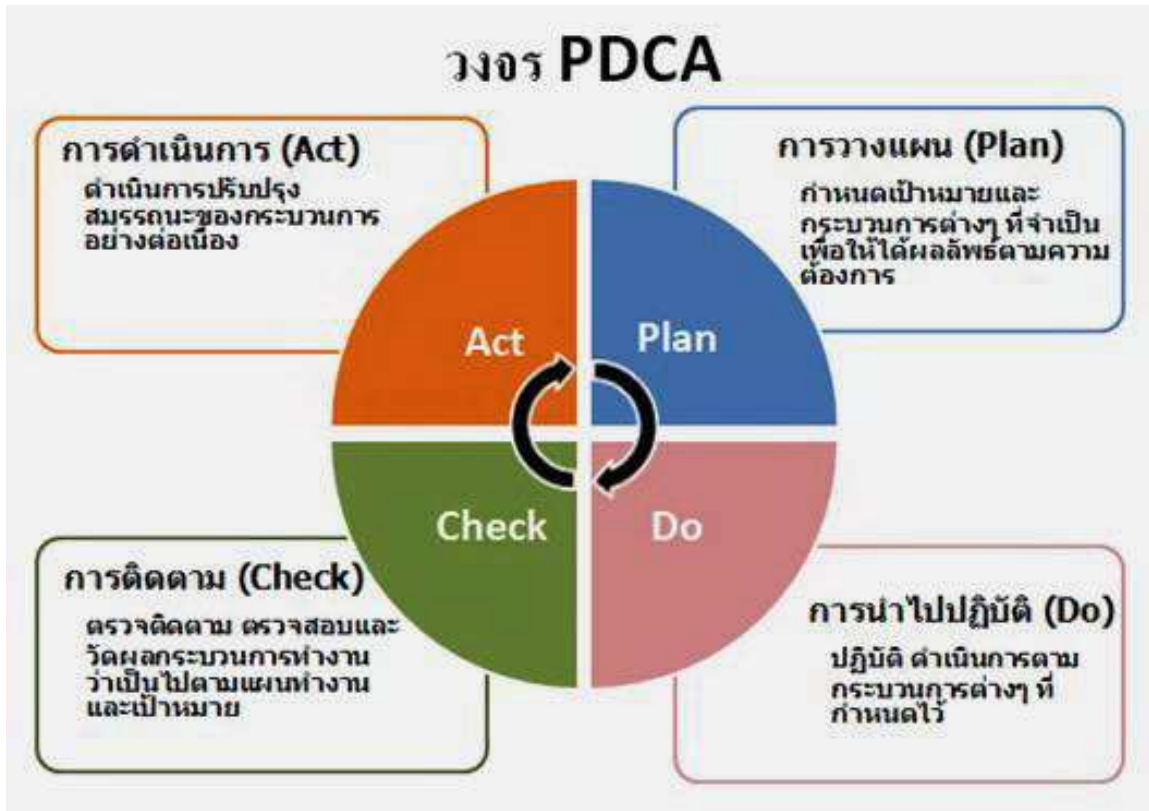 วงจร PDCA
การดำเนินการ (Act)
ดำเนินการปรับปรุง
สมรรถนะของกระบวนการ
อย่างต่อเนื่อง
การวางแผน (Plan)
กำหนดเป้าหมายและ
กระบวนการต่างๆ ที่จำเป็น
เพื่อให้ได้ผลลัพธ์ตามความ
ต้องการ
Act
Plan
Check
Do
การติดตาม (Check)
ตรวจติดตาม ตรวจสอบและ
วัดผลกระบวนการทำงาน
ว่าเป็นไปตามแผนทำงาน
และเป้าหมาย
การนำไปปฏิบัติ (Do)
ปฏิบัติ ดำเนินการตาม
กระบวนการต่างๆ ที่
กำหนดไว้